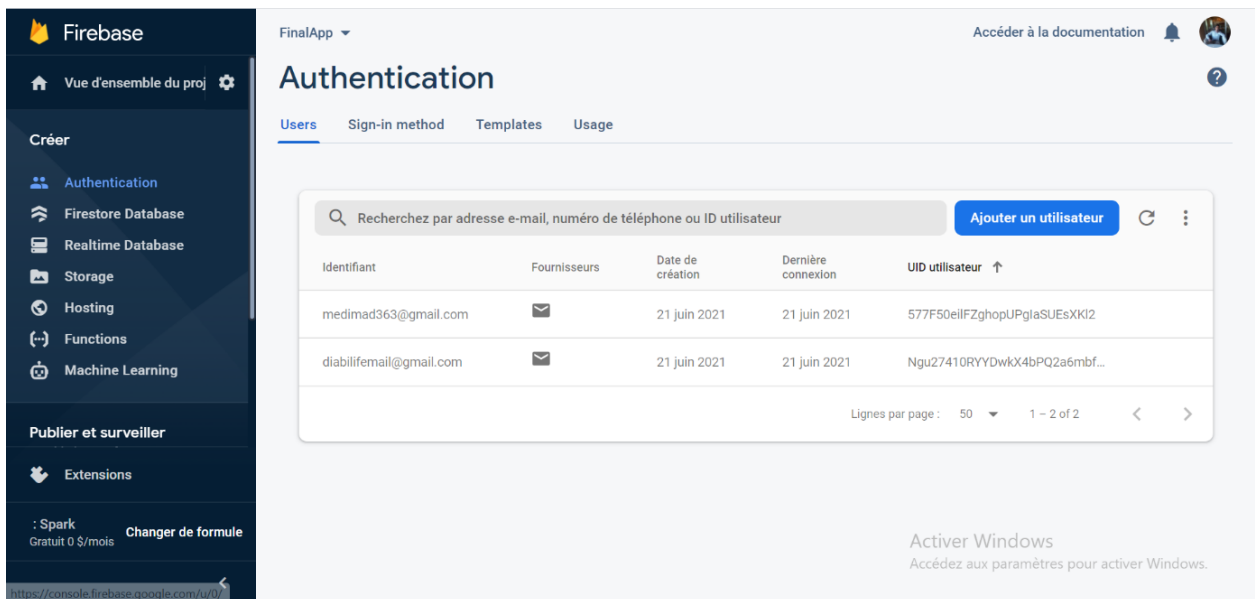 Firebase
Vue d'ensemble du proj
Créer
Authentication
Firestore Database
Realtime Database
Storage
Hosting
Functions
Machine Learning
Publier et surveiller
Extensions
: Spark
Gratuit 0 $/mois
Changer de formule
https://console.firebase.google.com/u/0/
FinalApp
Accéder à la documentation
Authentication
Users Sign-in method Templates Usage
Recherchez par adresse e-mail, numéro de téléphone ou ID utilisateur
Ajouter un utilisateur
Identifiant Fournisseurs Date de création Dernière connexion UID utilisateur
medimad363@gmail.com 21 juin 2021 21 juin 2021 577F50eilFZghopUPgIaSUEsXKl2
diabilifemail@gmail.com 21 juin 2021 21 juin 2021 Ngu27410RYYDwkX4bPQ2a6mbf...
Lignes par page : 50 1 – 2 of 2
Activer Windows
Accédez aux paramètres pour activer Windows.